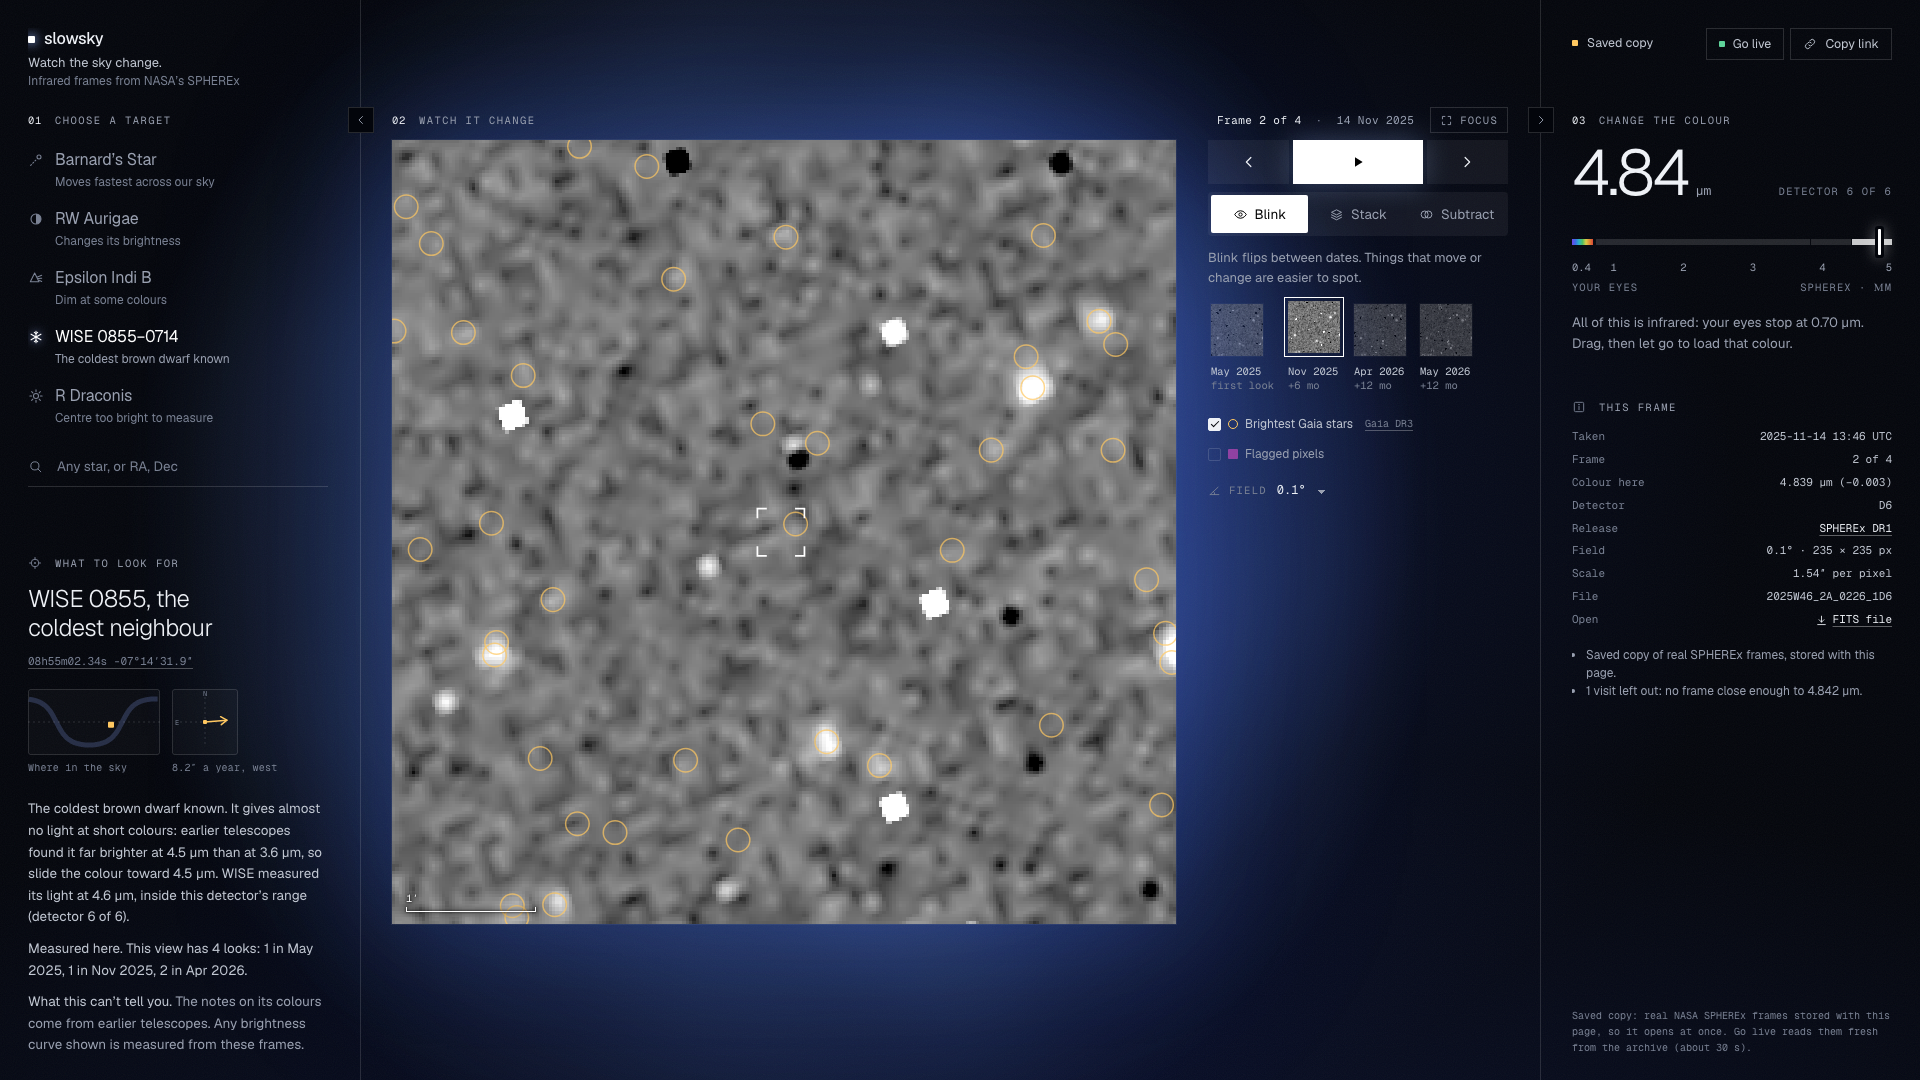 slowsky
Watch the sky change.
Infrared frames from NASA's SPHEREx
01 CHOOSE A TARGET
Barnard's Star
Moves fastest across our sky
RW Aurigae
Changes its brightness
Epsilon Indi B
Dim at some colours
WISE 0855–0714
The coldest brown dwarf known
R Draconis
Centre too bright to measure
Any star, or RA, Dec
WHAT TO LOOK FOR
WISE 0855, the
coldest neighbour
08h55m02.34s -07°14'31.9″
N
E
Where in the sky
8.2″ a year, west
The coldest brown dwarf known. It gives almost
no light at short colours: earlier telescopes
found it far brighter at 4.5 µm than at 3.6 µm, so
slide the colour toward 4.5 µm. WISE measured
its light at 4.6 µm, inside this detector's range
(detector 6 of 6).
Measured here. This view has 4 looks: 1 in May
2025, 1 in Nov 2025, 2 in Apr 2026.
What this can't tell you. The notes on its colours
come from earlier telescopes. Any brightness
curve shown is measured from these frames.
02 WATCH IT CHANGE
Frame 2 of 4 · 14 Nov 2025
FOCUS
1′
Blink
Stack
Subtract
Blink flips between dates. Things that move or
change are easier to spot.
May 2025
first look
Nov 2025
+6 mo
Apr 2026
+12 mo
May 2026
+12 mo
Brightest Gaia stars Gaia DR3
Flagged pixels
FIELD 0.1°
Saved copy
Go live
Copy link
03 CHANGE THE COLOUR
4.84 µm
DETECTOR 6 OF 6
0.4 1 2 3 4 5
YOUR EYES
SPHEREX · MM
All of this is infrared: your eyes stop at 0.70 µm.
Drag, then let go to load that colour.
THIS FRAME
Taken 2025-11-14 13:46 UTC
Frame 2 of 4
Colour here 4.839 µm (-0.003)
Detector D6
Release SPHEREx DR1
Field 0.1° · 235 × 235 px
Scale 1.54″ per pixel
File 2025W46_2A_0226_1D6
Open FITS file
• Saved copy of real SPHEREx frames, stored with this
page.
• 1 visit left out: no frame close enough to 4.842 µm.
Saved copy: real NASA SPHEREx frames stored with this
page, so it opens at once. Go live reads them fresh
from the archive (about 30 s).